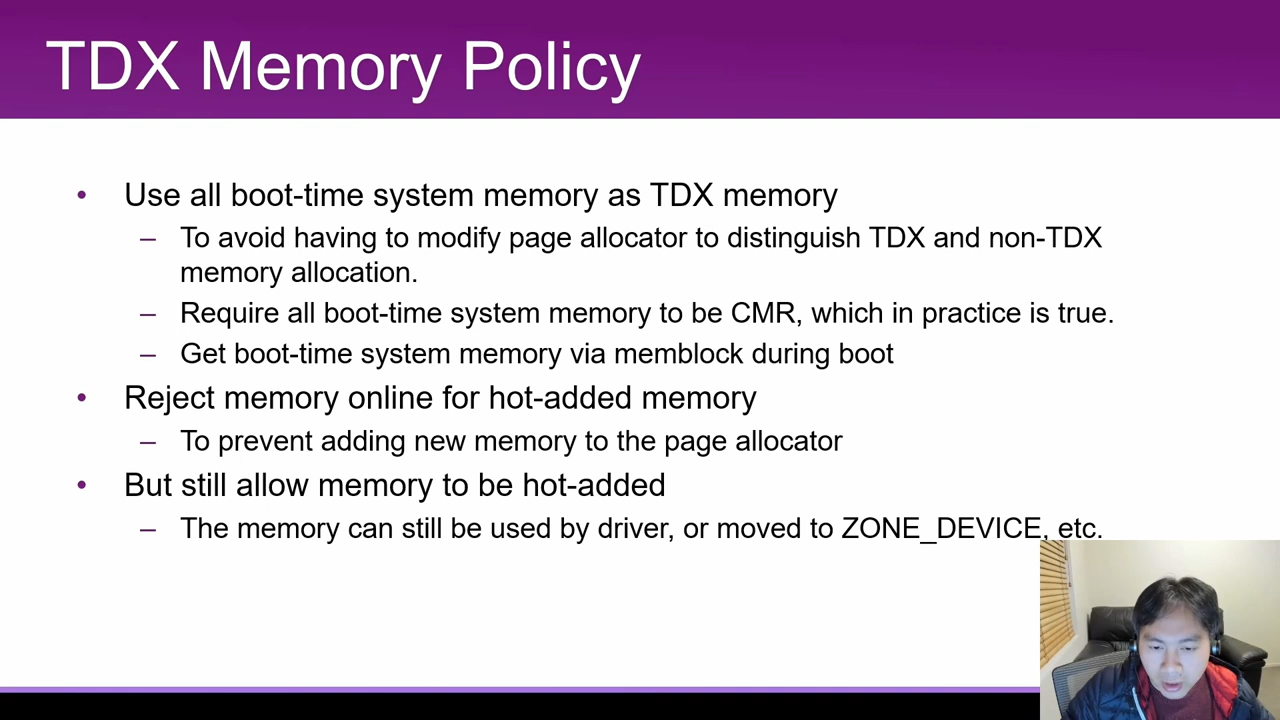 TDX Memory Policy
• Use all boot-time system memory as TDX memory
– To avoid having to modify page allocator to distinguish TDX and non-TDX
memory allocation.
– Require all boot-time system memory to be CMR, which in practice is true.
– Get boot-time system memory via memblock during boot
• Reject memory online for hot-added memory
– To prevent adding new memory to the page allocator
• But still allow memory to be hot-added
– The memory can still be used by driver, or moved to ZONE_DEVICE, etc.